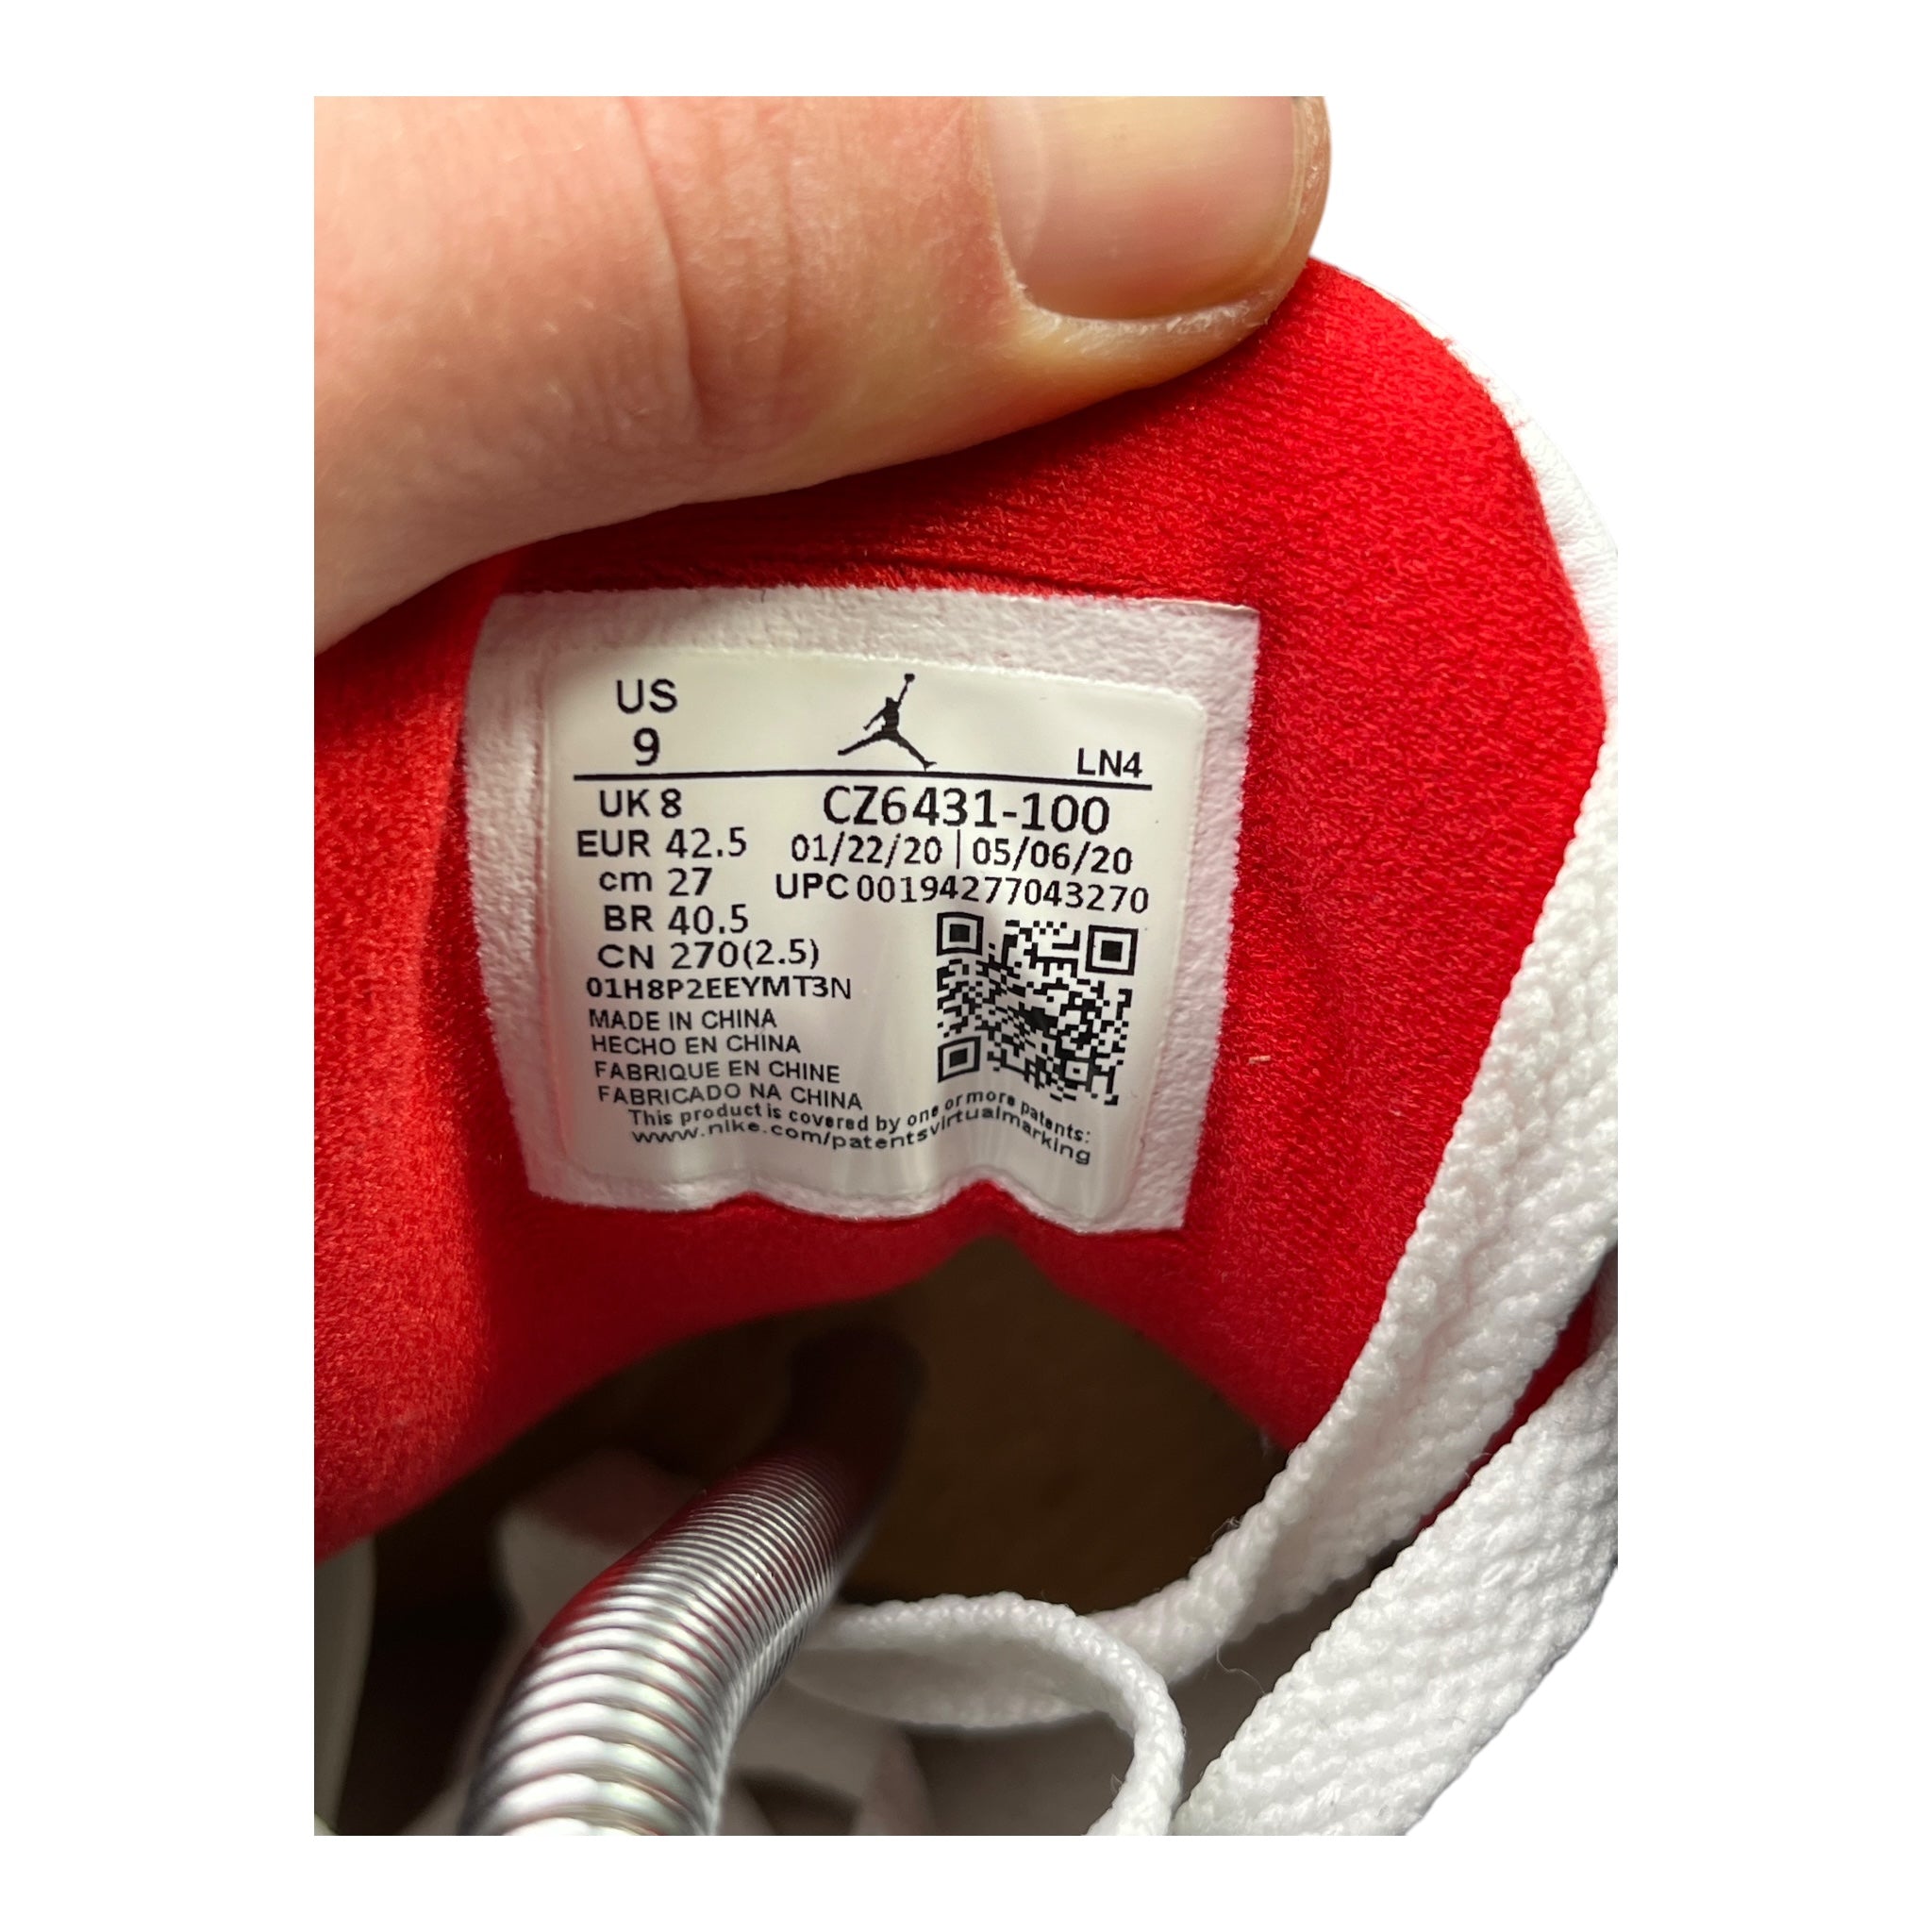 US
9
LN4
UK 8
CZ6431-100
EUR 42.5
01/22/20 | 05/06/20
cm 27
UPC 00194277043270
BR 40.5
CN 270(2.5)
01H8P2EEYMT3N
MADE IN CHINA
HECHO EN CHINA
FABRIQUE EN CHINE
FABRICADO NA CHINA
This product is covered by one or more patents:
www.nike.com/patentsvirtualmarking